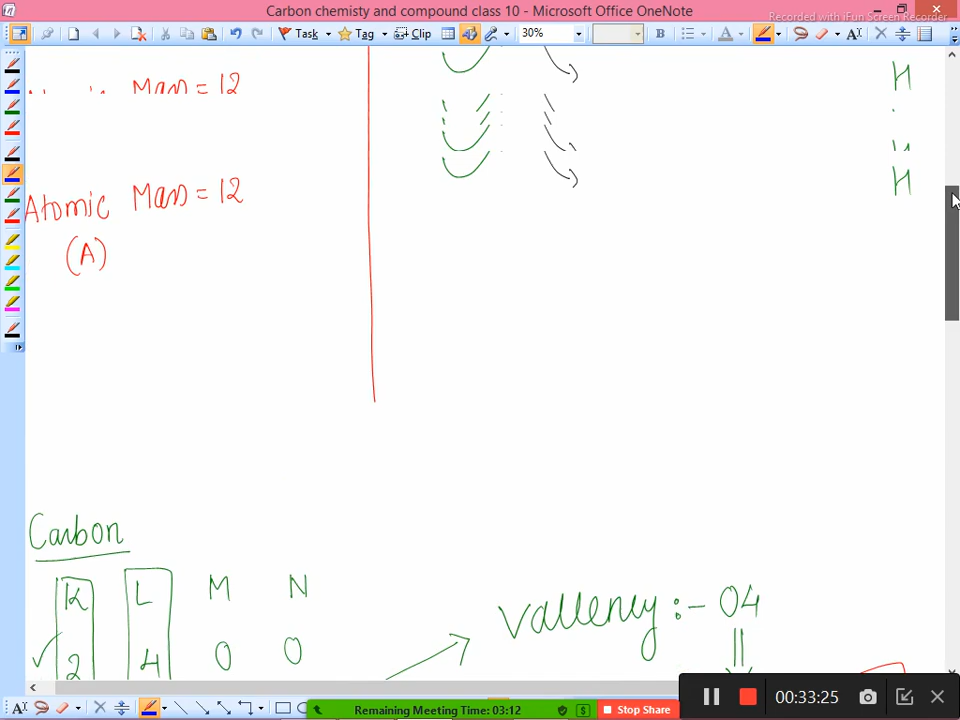 Carbon chemisty and compound class 10 - Microsoft Office OneNote
Recorded with iFun Screen Recorder
Task Tag Clip 30% B A
Mass = 12
H
H
Atomic Mass = 12
(A)
Carbon
K L M N
Vallency :- 04
2 4 0 0
00:33:25
Remaining Meeting Time: 03:12
Stop Share